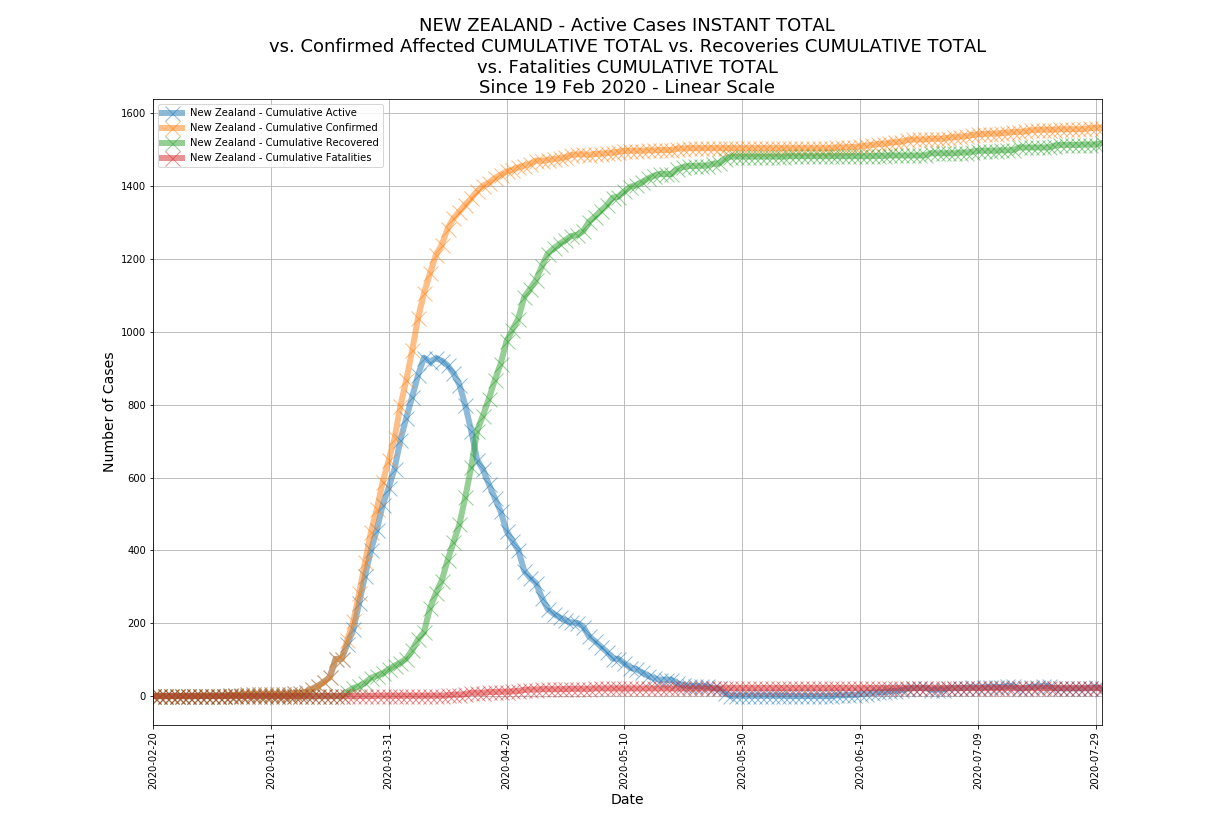 NEW ZEALAND - Active Cases INSTANT TOTAL
vs. Confirmed Affected CUMULATIVE TOTAL vs. Recoveries CUMULATIVE TOTAL
vs. Fatalities CUMULATIVE TOTAL
Since 19 Feb 2020 - Linear Scale
New Zealand - Cumulative Active
New Zealand - Cumulative Confirmed
New Zealand - Cumulative Recovered
New Zealand - Cumulative Fatalities
Number of Cases
1600
1400
1200
1000
800
600
400
200
0
2020-02-20
2020-03-11
2020-03-31
2020-04-20
2020-05-10
2020-05-30
2020-06-19
2020-07-09
2020-07-29
Date